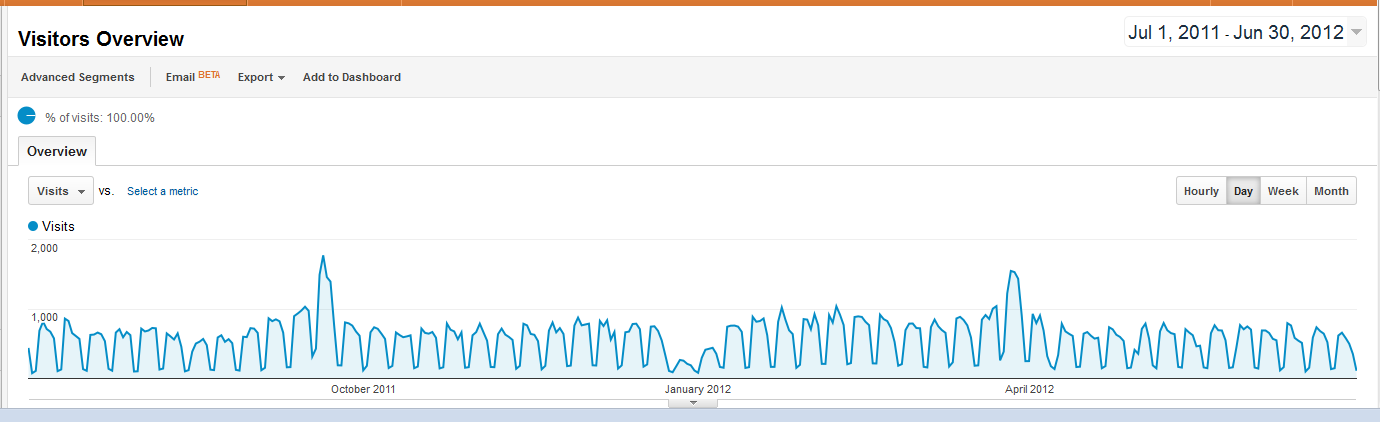 Visitors Overview
Jul 1, 2011 - Jun 30, 2012
Advanced Segments Email BETA Export Add to Dashboard
% of visits: 100.00%
Overview
Visits vs. Select a metric
Hourly Day Week Month
Visits
2,000
1,000
October 2011 January 2012 April 2012